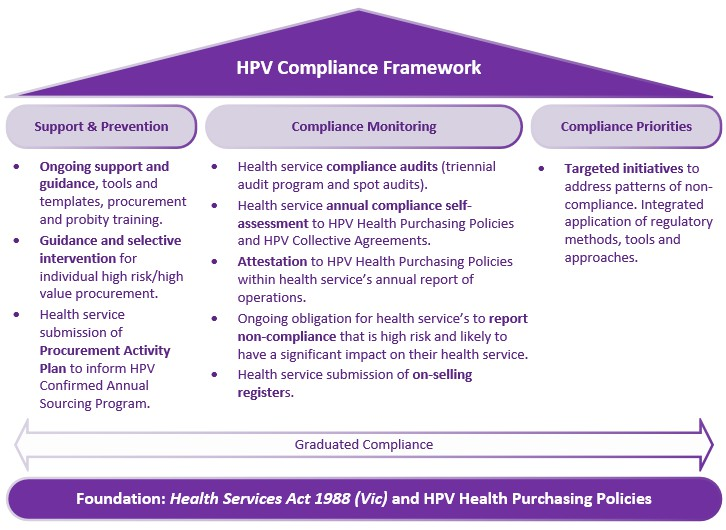 HPV Compliance Framework
Support & Prevention
• Ongoing support and
guidance, tools and
templates, procurement
and probity training.
• Guidance and selective
intervention for
individual high risk/high
value procurement.
• Health service
submission of
Procurement Activity
Plan to inform HPV
Confirmed Annual
Sourcing Program.
Compliance Monitoring
• Health service compliance audits (triennial
audit program and spot audits).
• Health service annual compliance self-
assessment to HPV Health Purchasing Policies
and HPV Collective Agreements.
• Attestation to HPV Health Purchasing Policies
within health service's annual report of
operations.
• Ongoing obligation for health service's to report
non-compliance that is high risk and likely to
have a significant impact on their health service.
• Health service submission of on-selling
registers.
Compliance Priorities
• Targeted initiatives to
address patterns of non-
compliance. Integrated
application of regulatory
methods, tools and
approaches.
Graduated Compliance
Foundation: Health Services Act 1988 (Vic) and HPV Health Purchasing Policies